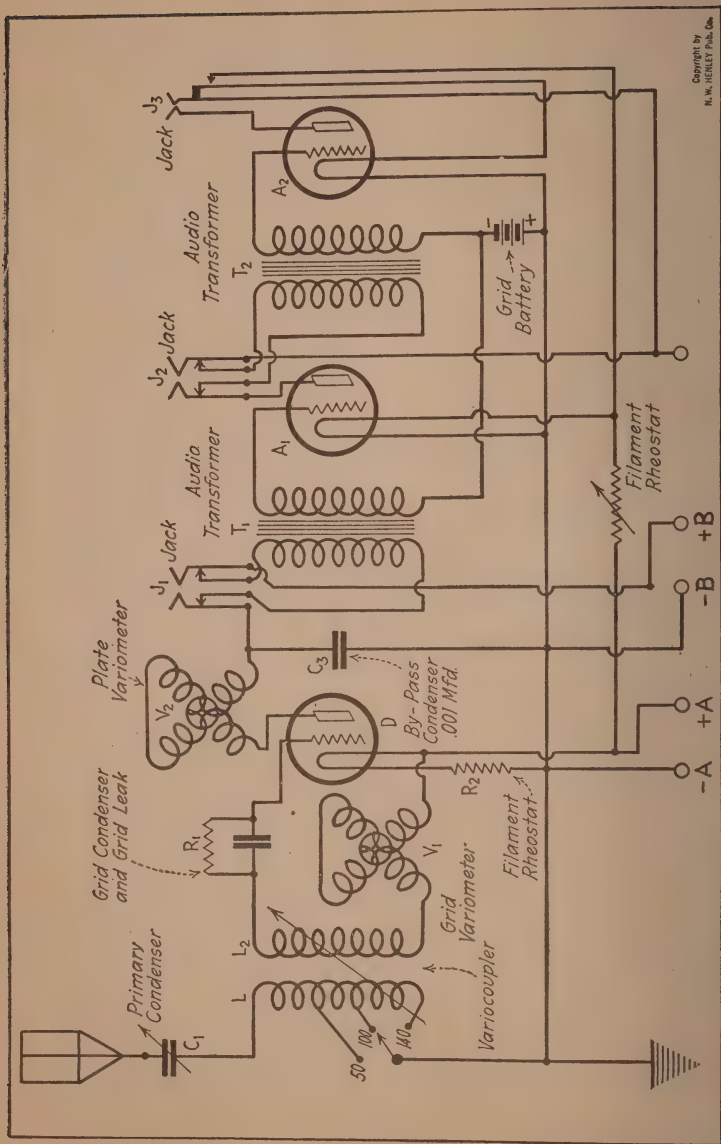 Primary
Condenser
C1
Grid Condenser
and Grid Leak
R1
Plate
Variometer
V2
J1
Jack
Audio
Transformer
T1
J2
Jack
Audio
Transformer
T2
J3
Jack
L
L2
50
100
140
Variocoupler
Grid
Variometer
V1
D
R2
Filament
Rheostat
C3
By-Pass
Condenser
.001 Mfd.
A1
A2
Grid
Battery
-
+
Filament
Rheostat
-A
+A
-B
+B
Copyright by
N. W. HENLEY Pub. Co.